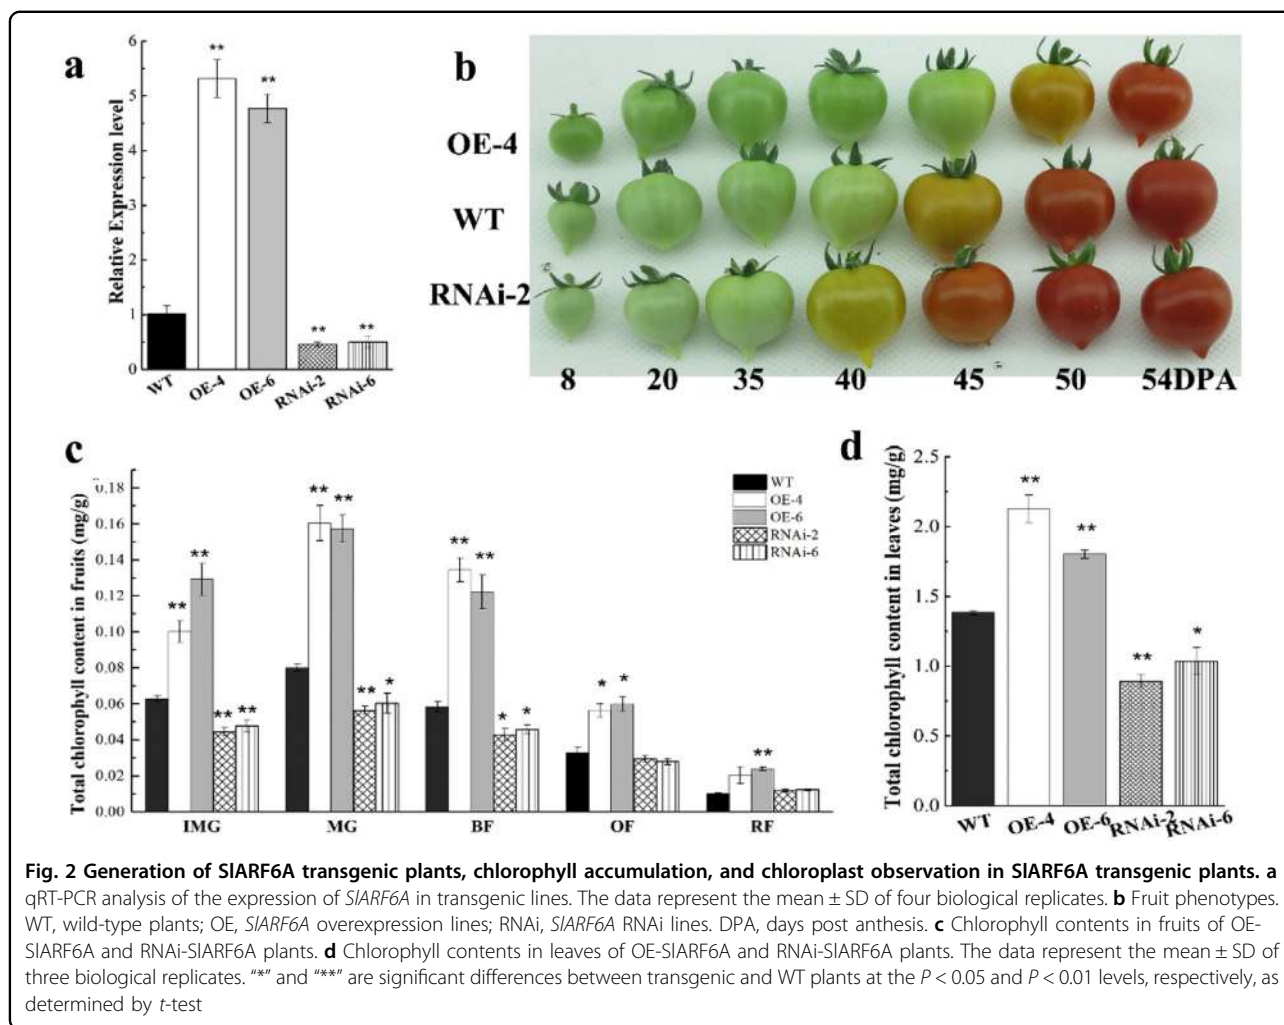 a
Relative Expression level
6
5
4
3
2
1
0
**
**
**
**
WT
OE-4
OE-6
RNAi-2
RNAi-6
b
OE-4
WT
RNAi-2
8 20 35 40 45 50 54DPA
c
Total chlorophyll content in fruits (mg/g)
0.18
0.16
0.14
0.12
0.10
0.08
0.06
0.04
0.02
0.00
** ** ** **
** ** ** *
** ** * *
* *
**
IMG MG BF OF RF
WT
OE-4
OE-6
RNAi-2
RNAi-6
d
Total chlorophyll content in leaves (mg/g)
2.5
2.0
1.5
1.0
0.5
0.0
**
**
**
*
WT
OE-4
OE-6
RNAi-2
RNAi-6
Fig. 2 Generation of SlARF6A transgenic plants, chlorophyll accumulation, and chloroplast observation in SlARF6A transgenic plants. a
qRT-PCR analysis of the expression of SlARF6A in transgenic lines. The data represent the mean ± SD of four biological replicates. b Fruit phenotypes.
WT, wild-type plants; OE, SlARF6A overexpression lines; RNAi, SlARF6A RNAi lines. DPA, days post anthesis. c Chlorophyll contents in fruits of OE-
SlARF6A and RNAi-SlARF6A plants. d Chlorophyll contents in leaves of OE-SlARF6A and RNAi-SlARF6A plants. The data represent the mean ± SD of
three biological replicates. “*” and “**” are significant differences between transgenic and WT plants at the P < 0.05 and P < 0.01 levels, respectively, as
determined by t-test